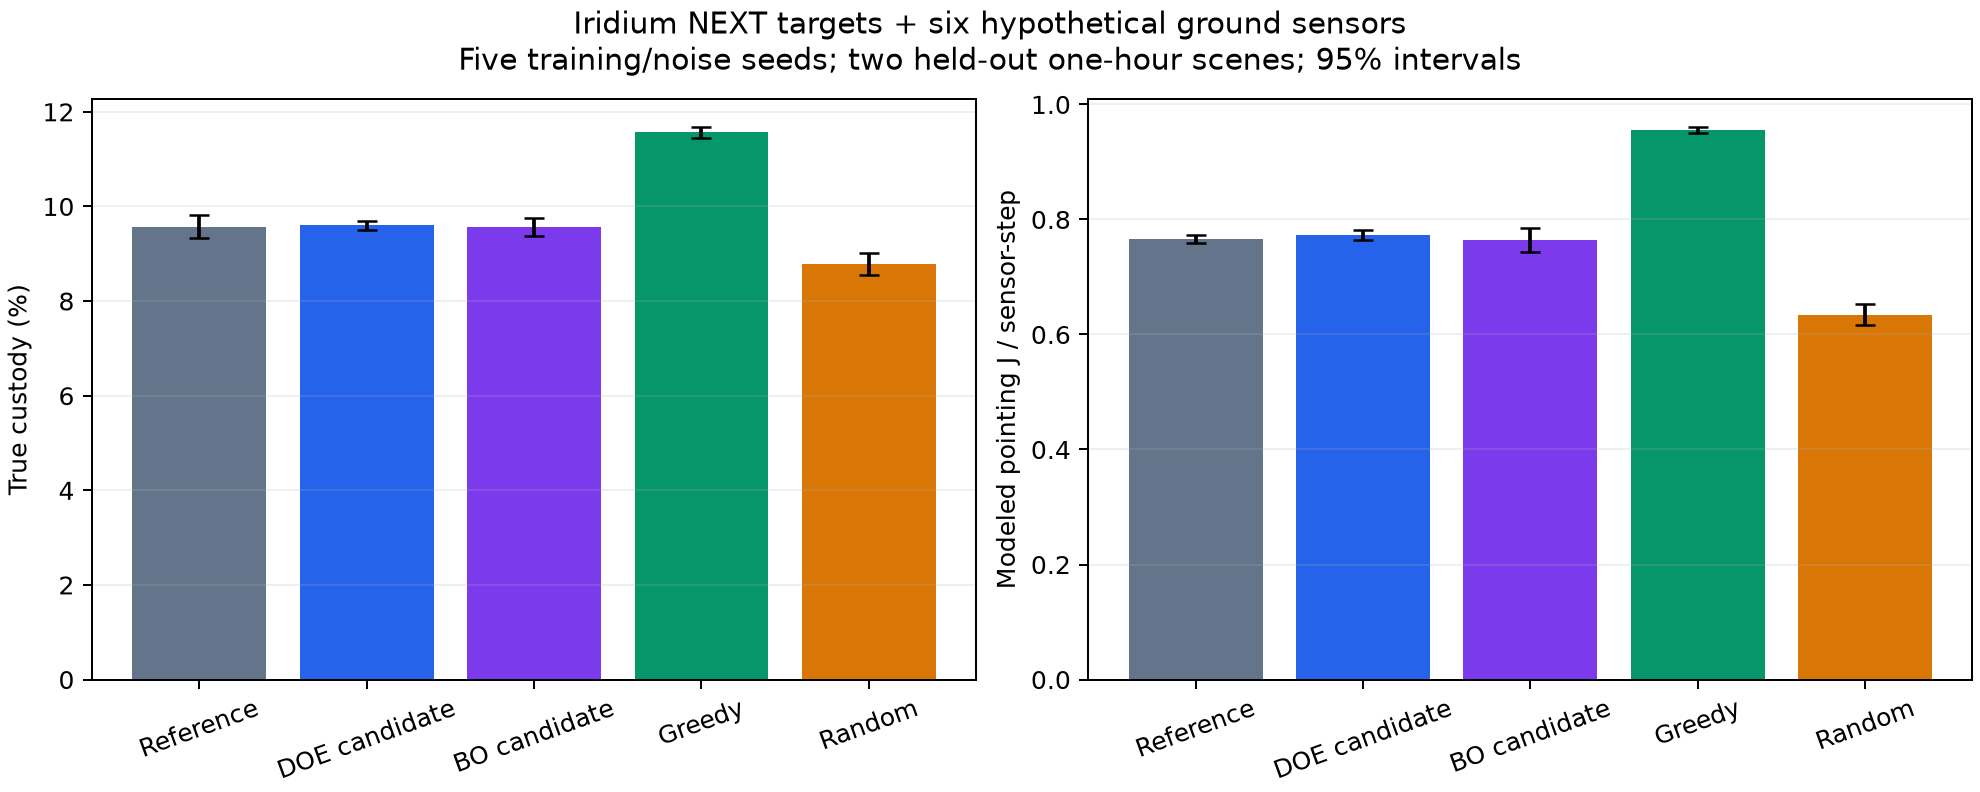 Iridium NEXT targets + six hypothetical ground sensors
Five training/noise seeds; two held-out one-hour scenes; 95% intervals
True custody (%)
12
10
8
6
4
2
0
Reference
DOE candidate
BO candidate
Greedy
Random
Modeled pointing J / sensor-step
1.0
0.8
0.6
0.4
0.2
0.0
Reference
DOE candidate
BO candidate
Greedy
Random